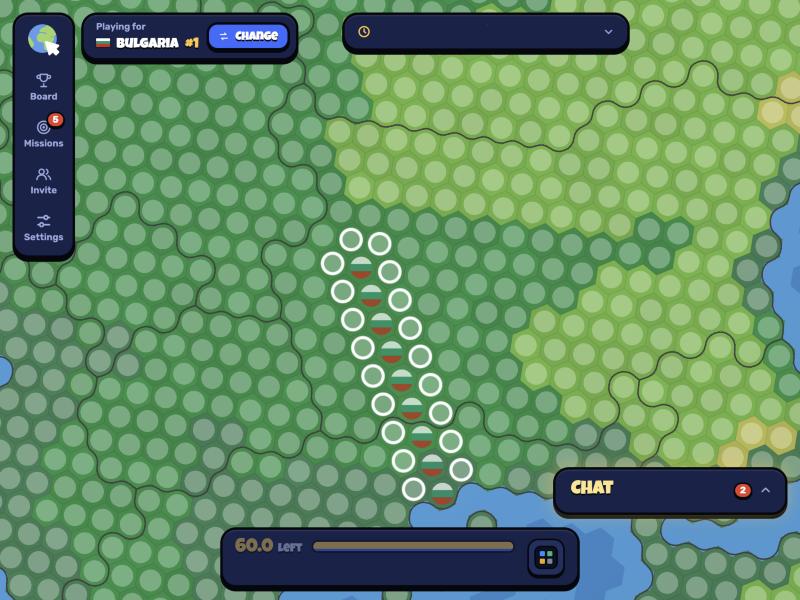 Playing for
BULGARIA #1
CHANGE
Board
5
Missions
Invite
Settings
CHAT
2
60.0 LEFT